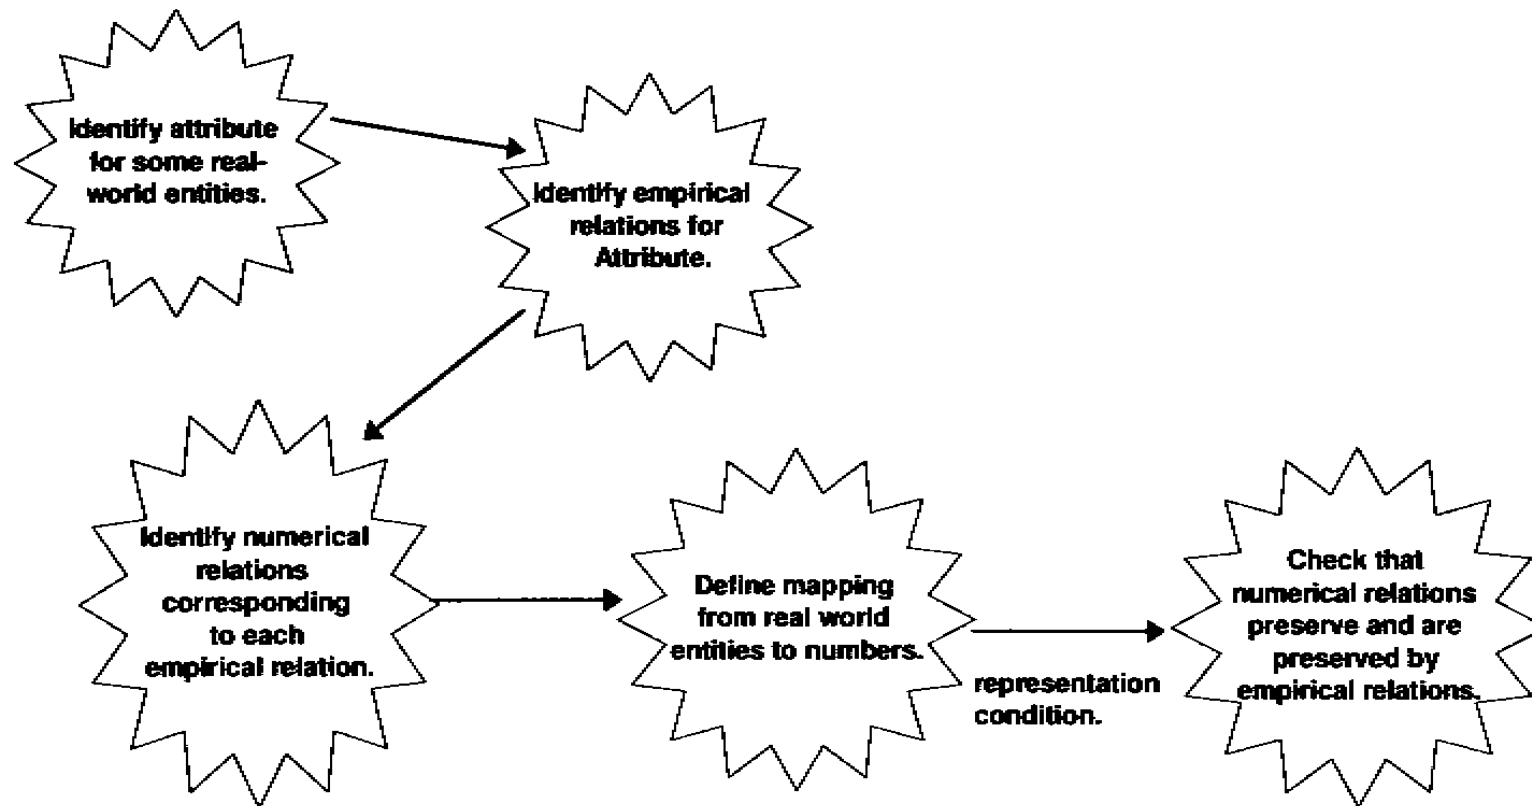 Identify attribute
for some real-
world entities.
Identify empirical
relations for
Attribute.
Identify numerical
relations
corresponding
to each
empirical relation.
Define mapping
from real world
entities to numbers.
representation
condition.
Check that
numerical relations
preserve and are
preserved by
empirical relations.